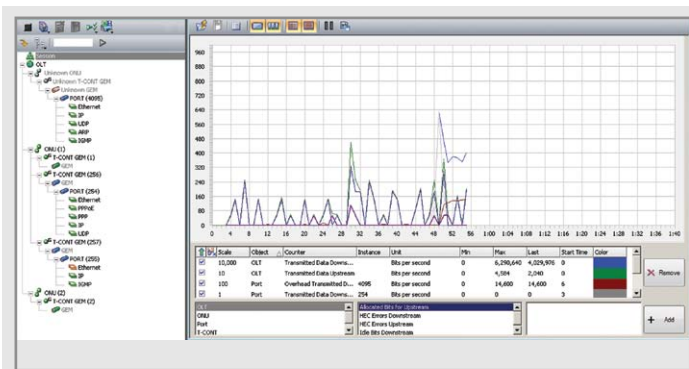 System
OLT
Unknown ONU
Unknown T-CONT GEM
Unknown GEM
PORT (4095)
Ethernet
IP
UDP
ARP
IGMP
ONU (1)
T-CONT GEM (1)
GEM
T-CONT GEM (256)
GEM
PORT (254)
Ethernet
PPPoE
PPP
IP
UDP
T-CONT GEM (257)
GEM
PORT (255)
Ethernet
IP
IGMP
ONU (2)
T-CONT GEM (2)
GEM
960
880
800
720
640
560
480
400
320
240
160
80
0
0 4 8 12 16 20 24 28 32 36 40 44 48 52 56 1:00 1:04 1:08 1:12 1:16 1:20 1:24 1:28 1:32 1:36 1:40
Scale Object Counter Instance Unit Min Max Last Start Time Color
10,000 OLT Transmitted Data Downs... Bits per second 0 6,290,640 4,029,976 0
10 OLT Transmitted Data Upstream Bits per second 0 4,584 2,040 0
100 Port Overhead Transmitted D... 4095 Bits per second 0 14,600 14,600 6
1 Port Transmitted Data Downs... 254 Bits per second 0 0 0 3
Remove
OLT
ONU
Port
T-CONT
Allocated Bits for Upstream
HEC Errors Downstream
HEC Errors Upstream
Idle Bits Downstream
Add